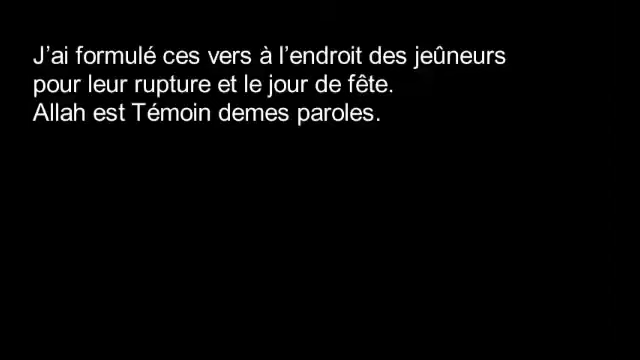 J’ai formulé ces vers à l’endroit des jeûneurs
pour leur rupture et le jour de fête.
Allah est Témoin demes paroles.